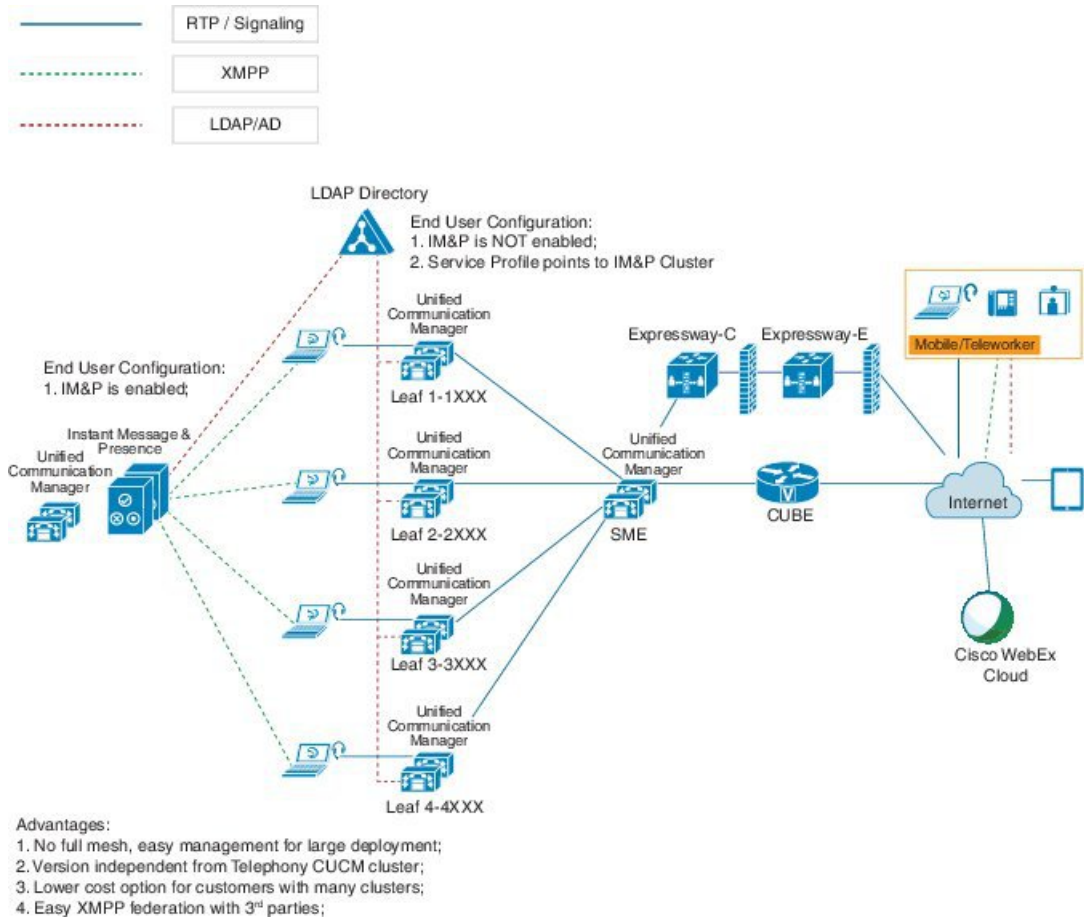 RTP / Signaling
XMPP
LDAP/AD
LDAP Directory
End User Configuration:
1. IM&P is NOT enabled;
2. Service Profile points to IM&P Cluster
Unified
Communication
Manager
Leaf 1-1XXX
Expressway-C
Expressway-E
Mobile/Teleworker
End User Configuration:
1. IM&P is enabled;
Instant Message &
Presence
Unified
Communication
Manager
Unified
Communication
Manager
Leaf 2-2XXX
Unified
Communication
Manager
SME
CUBE
Internet
Unified
Communication
Manager
Leaf 3-3XXX
Cisco WebEx
Cloud
Unified
Communication
Manager
Leaf 4-4XXX
Advantages:
1. No full mesh, easy management for large deployment;
2. Version independent from Telephony CUCM cluster;
3. Lower cost option for customers with many clusters;
4. Easy XMPP federation with 3rd parties;